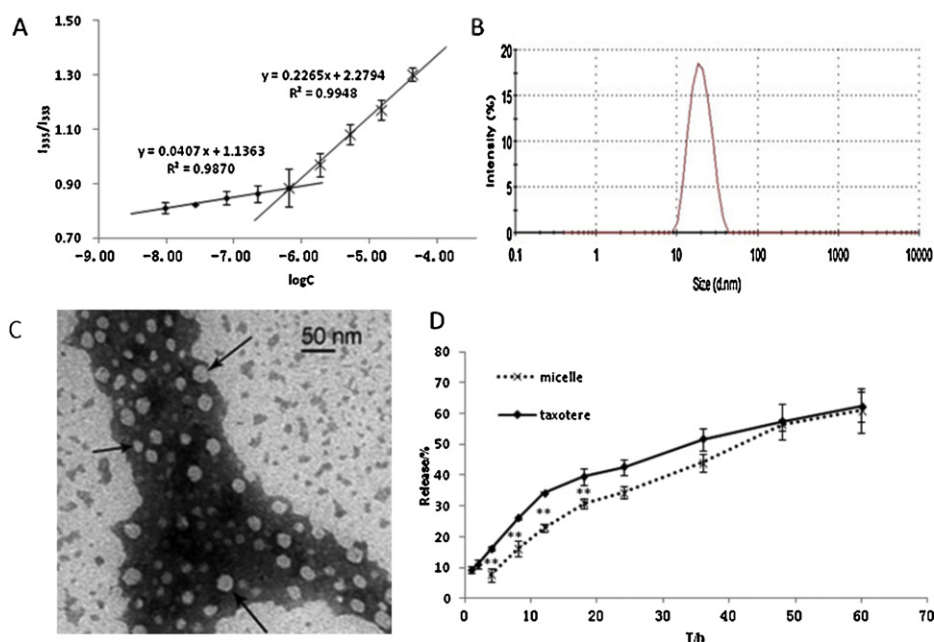 A
1.50
1.30
1.10
0.90
0.70
I335/I333
y = 0.2265x + 2.2794
R² = 0.9948
y = 0.0407x + 1.1363
R² = 0.9870
-9.00 -8.00 -7.00 -6.00 -5.00 -4.00
logC
B
20
15
10
5
0
Intensity (%)
0.1 1 10 100 1000 10000
Size (d.nm)
C
50 nm
D
80
70
60
50
40
30
20
10
0
Release/%
micelle
taxotere
**
**
**
**
0 10 20 30 40 50 60 70
T/h